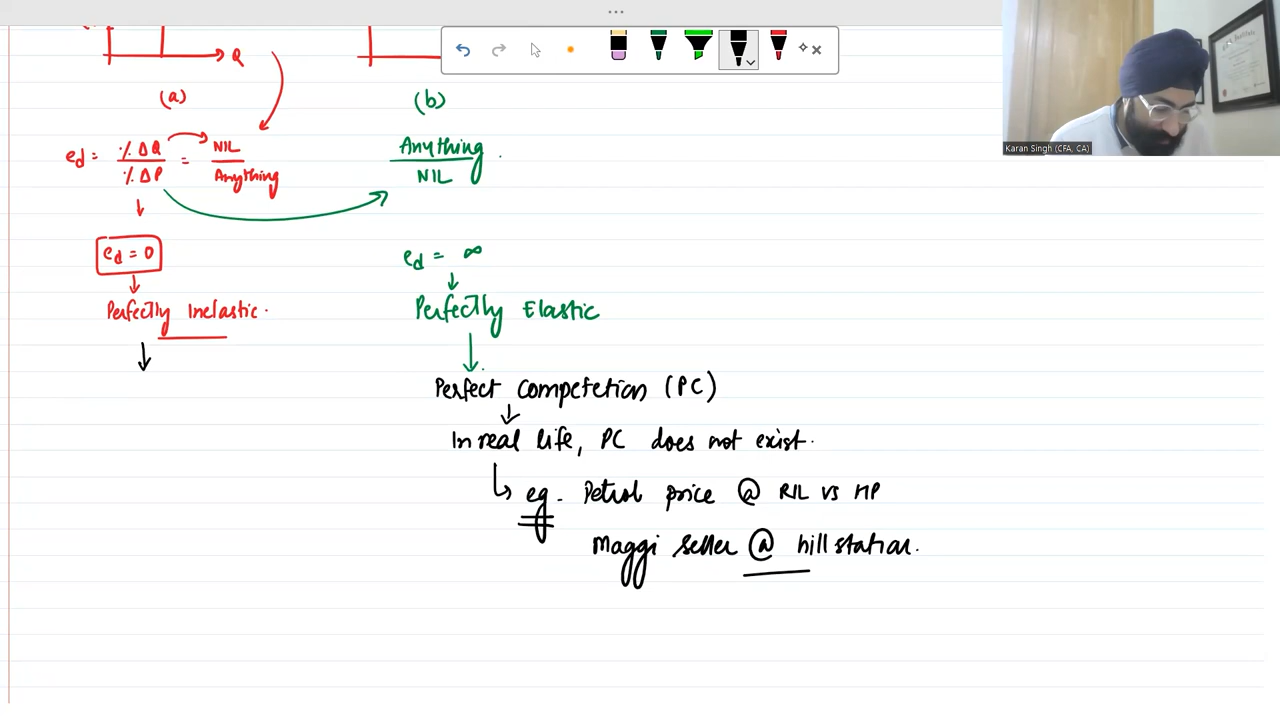 Q
(a)
(b)
ed = % ΔQ / % ΔP = NIL / Anything
Anything / NIL
ed = 0
ed = ∞
Perfectly Inelastic.
Perfectly Elastic
Perfect Competetion (PC)
In real life, PC does not exist.
eg. Petrol price @ RIL vs HP
Maggi seller @ hill station.
Karan Singh (CFA, CA)